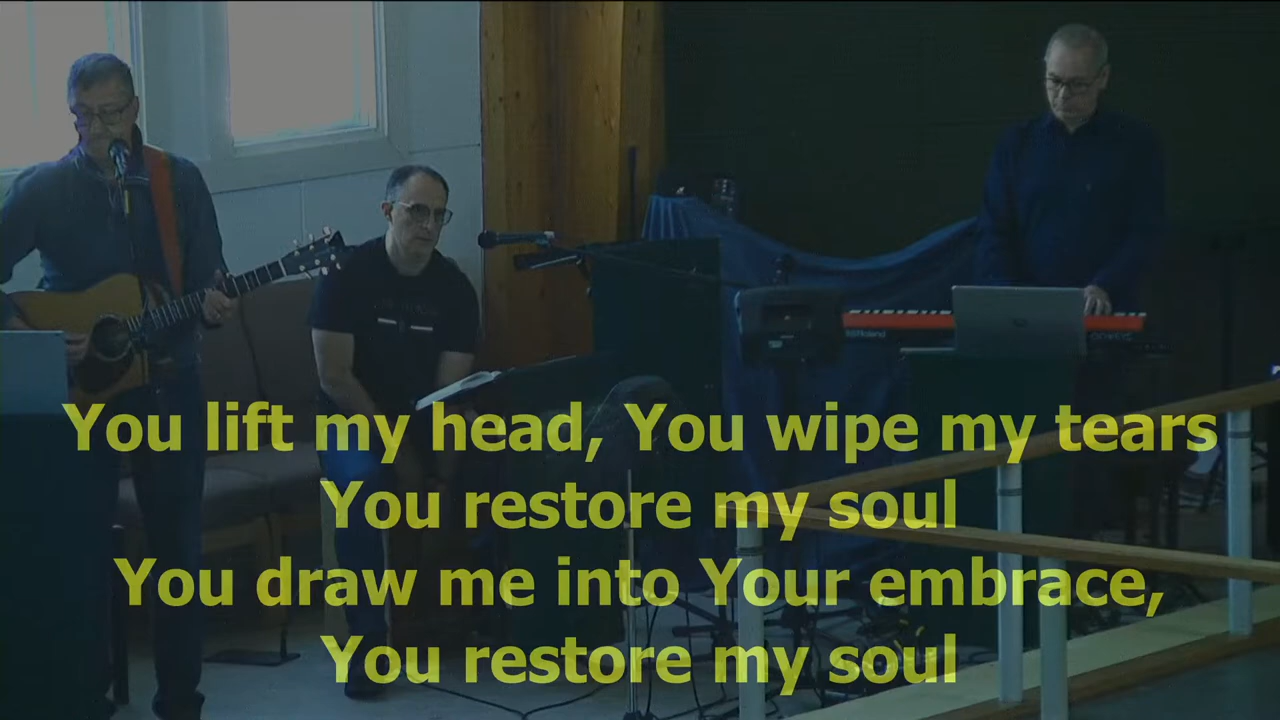 You lift my head, You wipe my tears
You restore my soul
You draw me into Your embrace,
You restore my soul
Roland